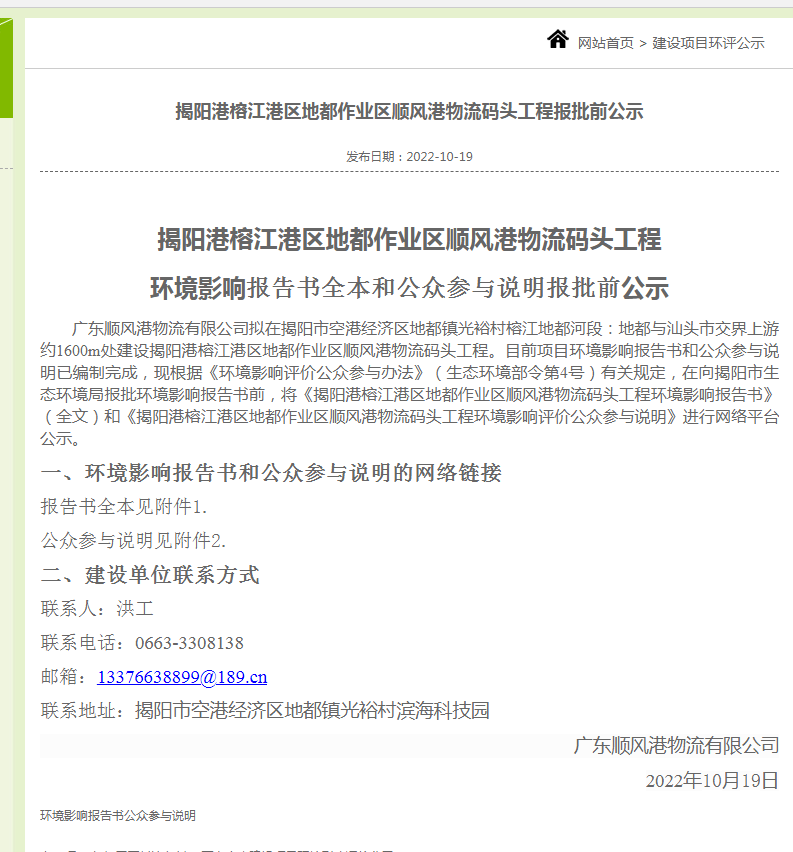 网站首页 > 建设项目环评公示
揭阳港榕江港区地都作业区顺风港物流码头工程报批前公示
发布日期：2022-10-19
揭阳港榕江港区地都作业区顺风港物流码头工程
环境影响报告书全本和公众参与说明报批前公示
广东顺风港物流有限公司拟在揭阳市空港经济区地都镇光裕村榕江地都河段：地都与汕头市交界上游
约1600m处建设揭阳港榕江港区地都作业区顺风港物流码头工程。目前项目环境影响报告书和公众参与说
明已编制完成，现根据《环境影响评价公众参与办法》（生态环境部令第4号）有关规定，在向揭阳市生
态环境局报批环境影响报告书前，将《揭阳港榕江港区地都作业区顺风港物流码头工程环境影响报告书》
（全文）和《揭阳港榕江港区地都作业区顺风港物流码头工程环境影响评价公众参与说明》进行网络平台
公示。
一、环境影响报告书和公众参与说明的网络链接
报告书全本见附件1.
公众参与说明见附件2.
二、建设单位联系方式
联系人：洪工
联系电话：0663-3308138
邮箱：13376638899@189.cn
联系地址：揭阳市空港经济区地都镇光裕村滨海科技园
广东顺风港物流有限公司
2022年10月19日
环境影响报告书公众参与说明